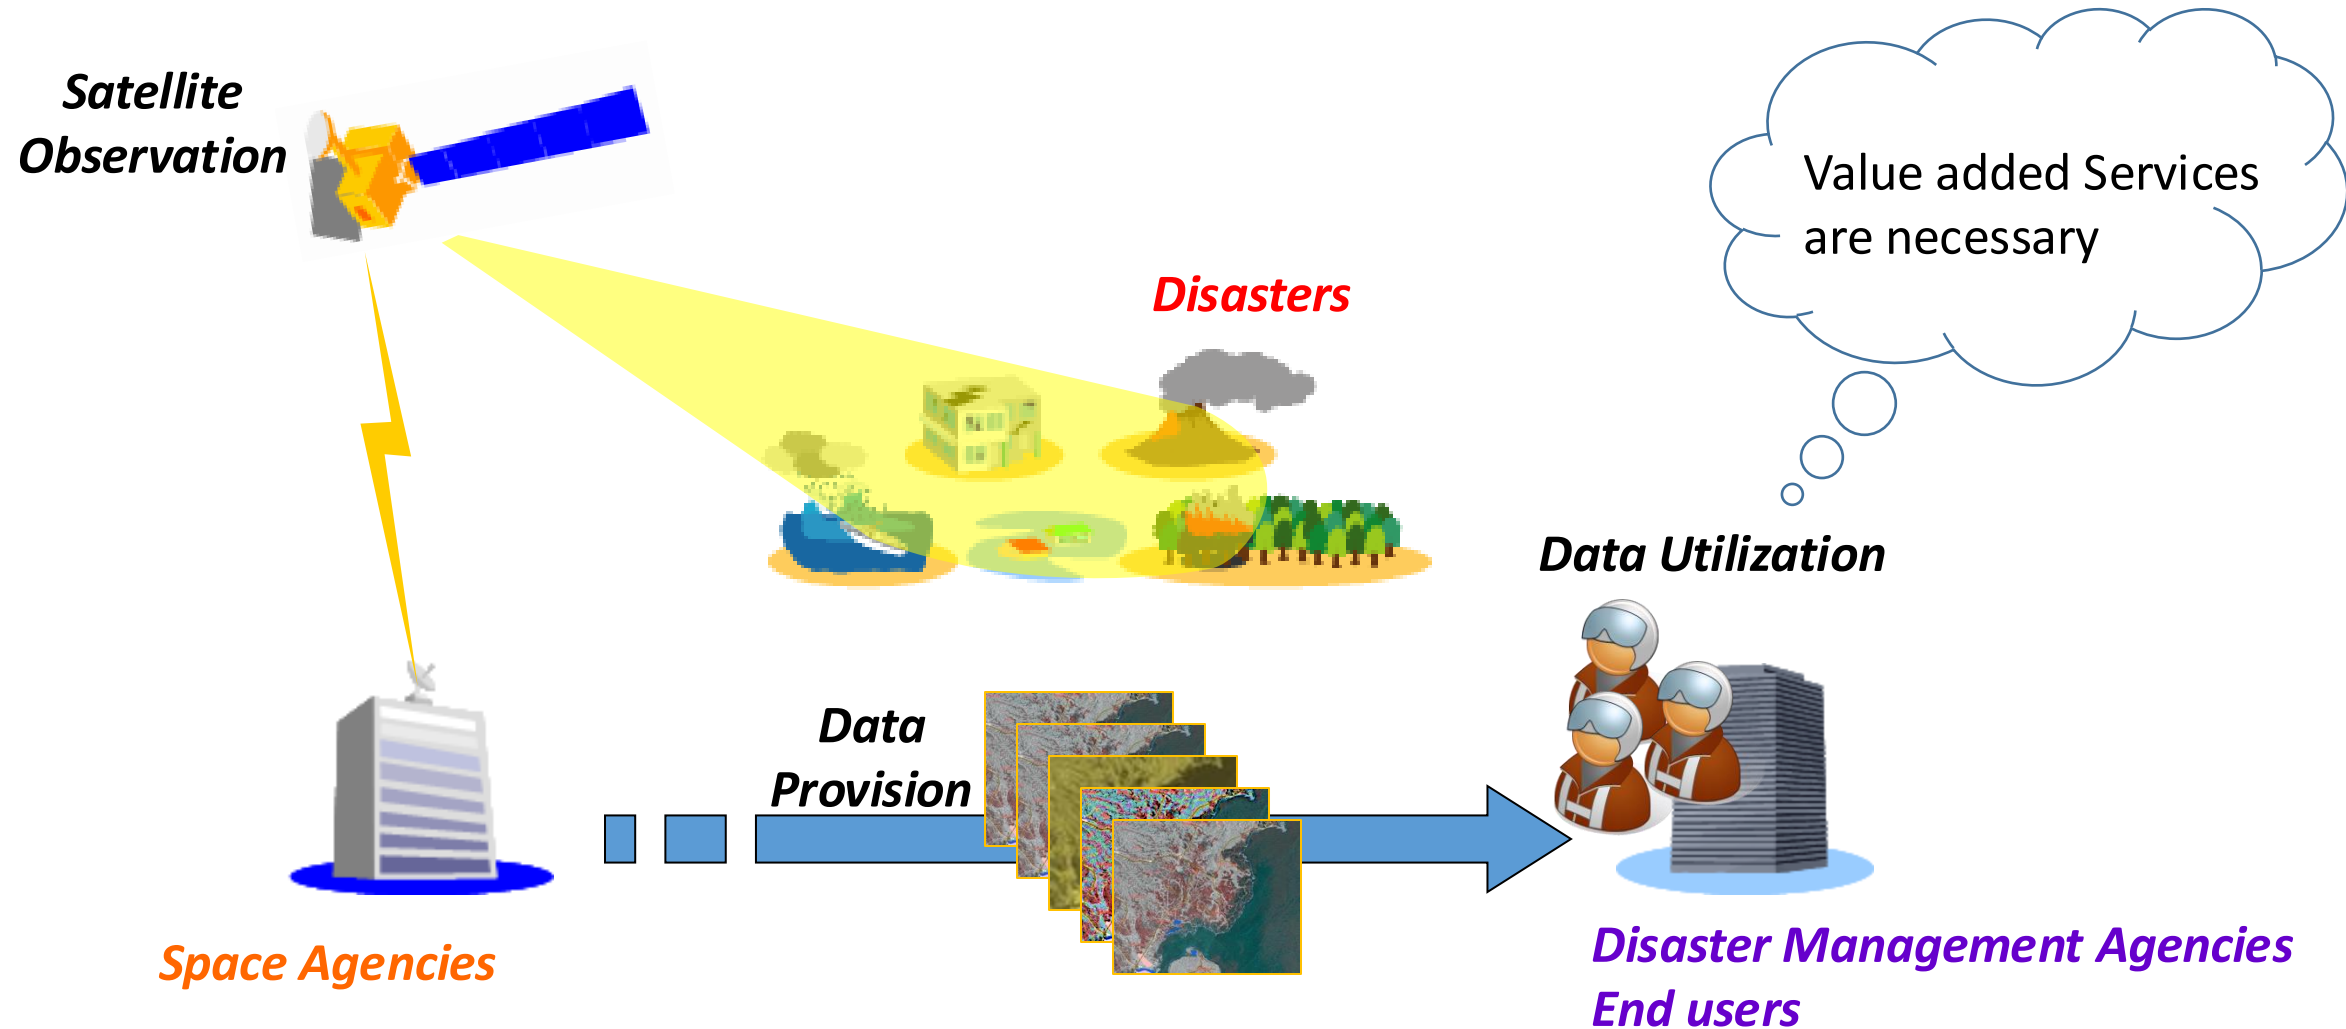 Satellite
Observation
Value added Services
are necessary
Disasters
Data Utilization
Data
Provision
Space Agencies
Disaster Management Agencies
End users